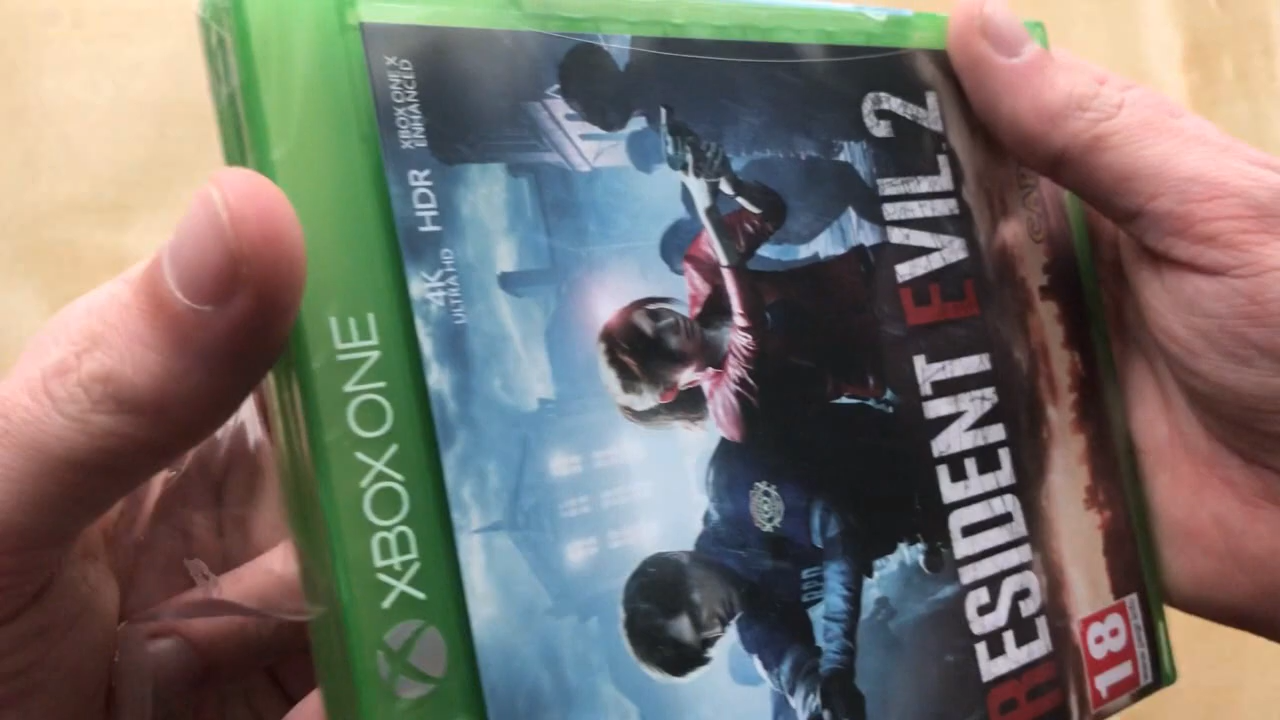 XBOX ONE
4K
ULTRA HD
HDR
XBOX ONE X
ENHANCED
R.P.D.
RESIDENT EVIL 2
18